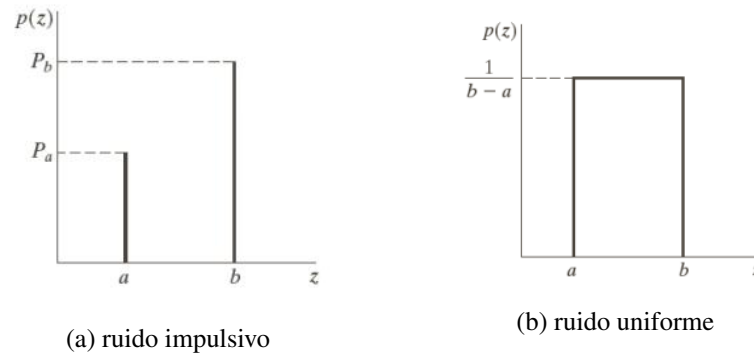 p(z)
P_b
P_a
a
b
z
(a) ruido impulsivo
p(z)
1
b − a
a
b
(b) ruido uniforme